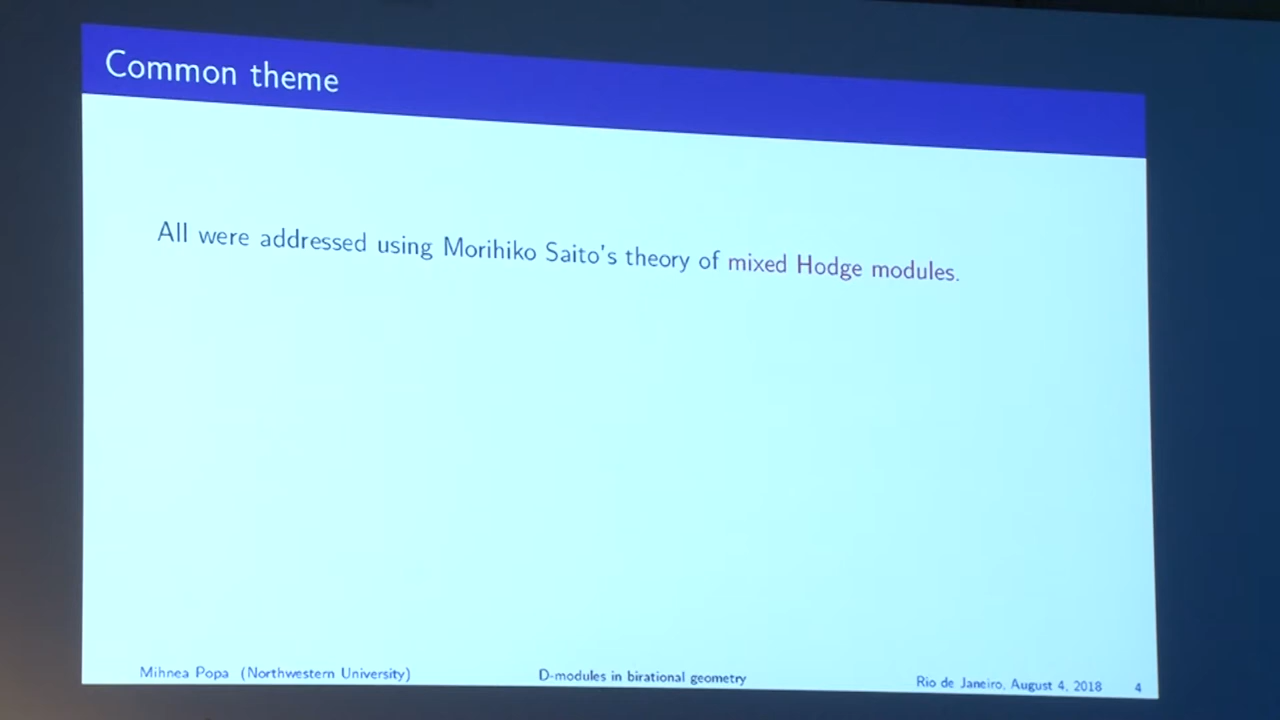 Common theme
All were addressed using Morihiko Saito's theory of mixed Hodge modules.
Mihnea Popa (Northwestern University)
D-modules in birational geometry
Rio de Janeiro, August 4, 2018
4